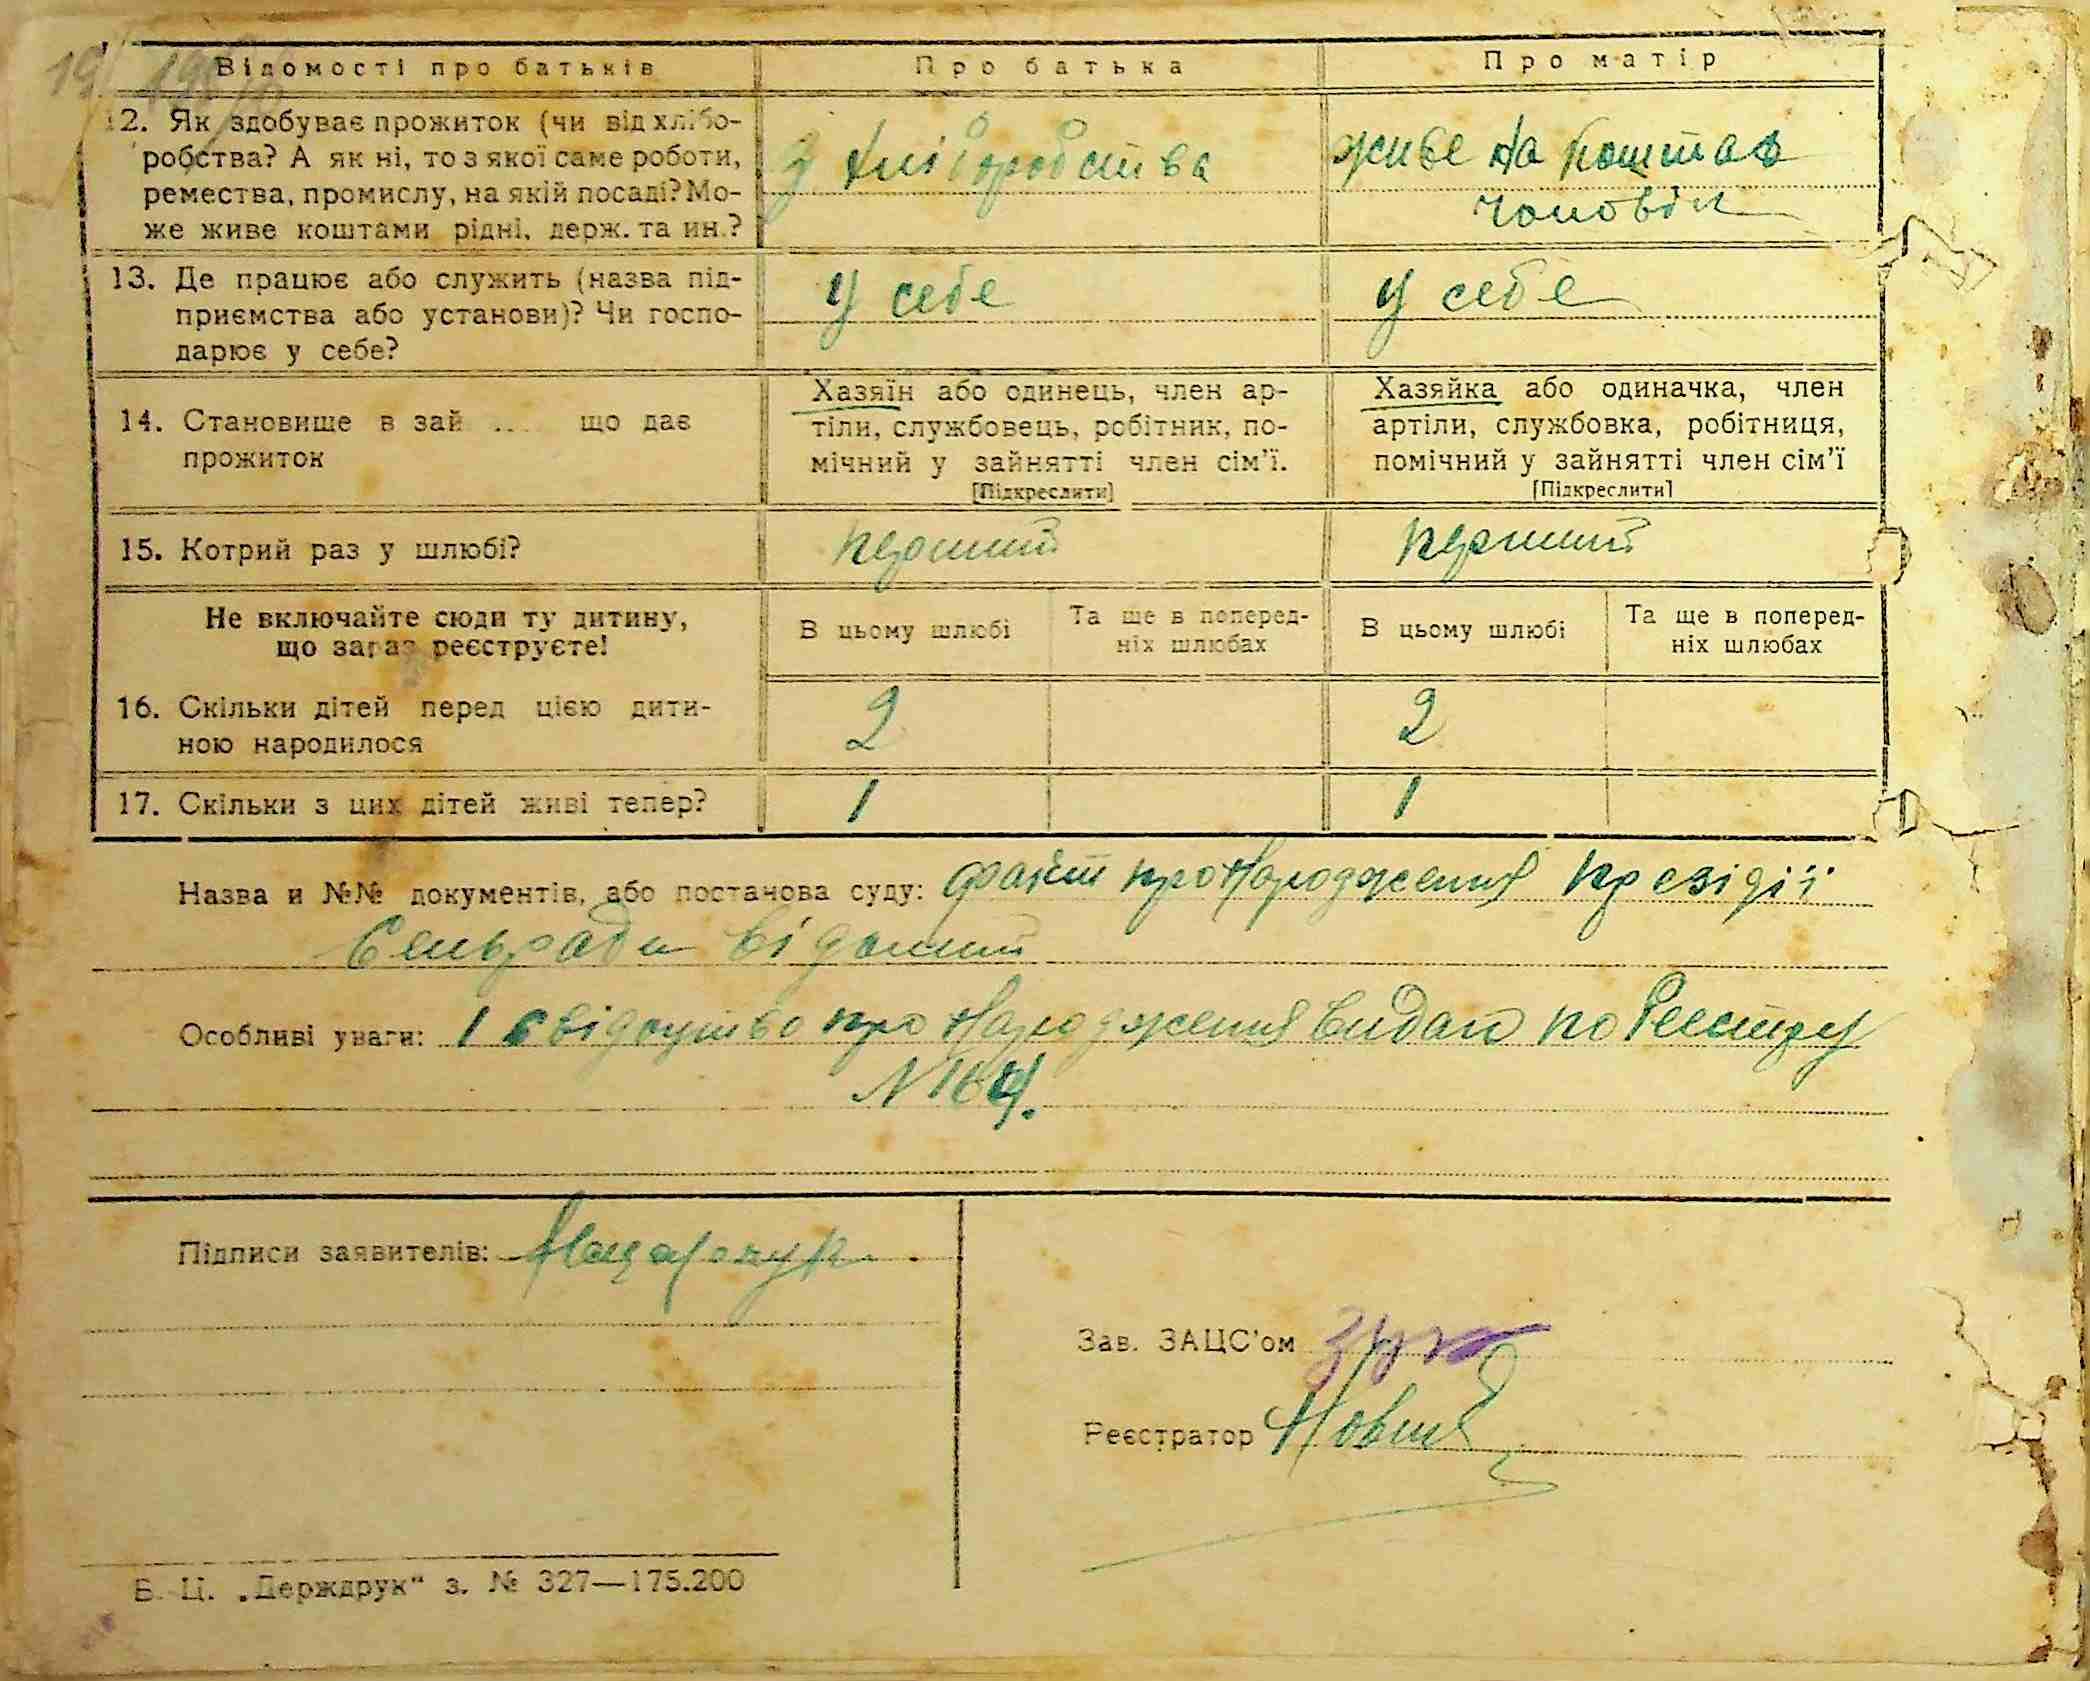 Відомості про батьків
Про батька
Про матір
12. Як здобуває прожиток (чи від хлібо-
робства? А як ні, то з якої саме роботи,
ремества, промислу, на якій посаді? Мо-
же живе коштами рідні, держ. та ин.?
З хліборобства
живе на коштах
чоловік
13. Де працює або служить (назва під-
приємства або установи)? Чи госпо-
дарює у себе?
У себе
У себе
14. Становище в зай що дає
прожиток
Хазяїн або одинець, член ар-
тіли, службовець, робітник, по-
мічний у зайнятті член сім'ї.
[Підкреслити]
Хазяйка або одиначка, член
артіли, службовка, робітниця,
помічний у зайнятті член сім'ї
[Підкреслити]
15. Котрий раз у шлюбі?
перший
перший
Не включайте сюди ту дитину,
що зараз реєструєте!
В цьому шлюбі
Та ще в поперед-
ніх шлюбах
В цьому шлюбі
Та ще в поперед-
ніх шлюбах
16. Скільки дітей перед цією дити-
ною народилося
2
2
17. Скільки з цих дітей живі тепер?
1
1
Назва и №№ документів, або постанова суду: факт про народження президії
Сельради відомий
Особливі уваги: 1 свідоцтво про народження видано по Реєстру
N 164.
Підписи заявителів:
Зав. ЗАЦС'ом
Реєстратор
Б. Ц. „Держдрук" з. № 327—175.200